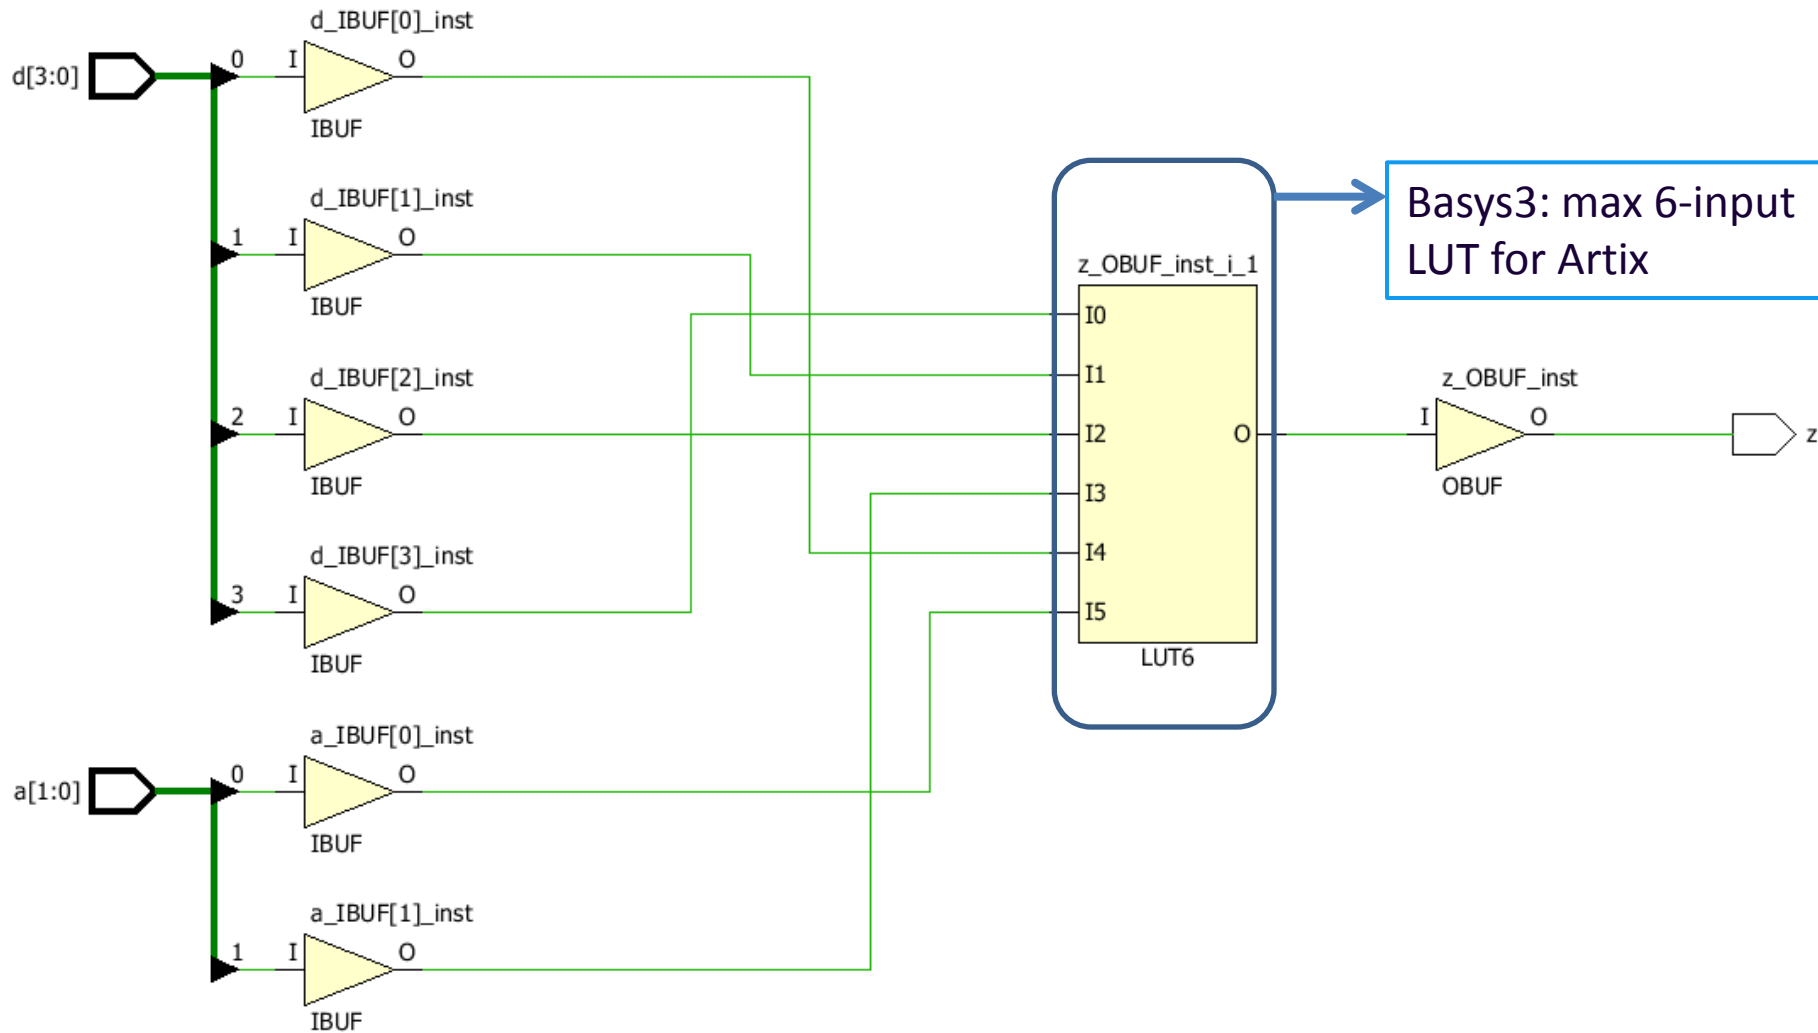 d[3:0]
0
I
d_IBUF[0]_inst
O
IBUF
1
I
d_IBUF[1]_inst
O
IBUF
2
I
d_IBUF[2]_inst
O
IBUF
3
I
d_IBUF[3]_inst
O
IBUF
a[1:0]
0
I
a_IBUF[0]_inst
O
IBUF
1
I
a_IBUF[1]_inst
O
IBUF
z_OBUF_inst_i_1
I0
I1
I2
I3
I4
I5
O
LUT6
Basys3: max 6-input
LUT for Artix
z_OBUF_inst
I
O
OBUF
z